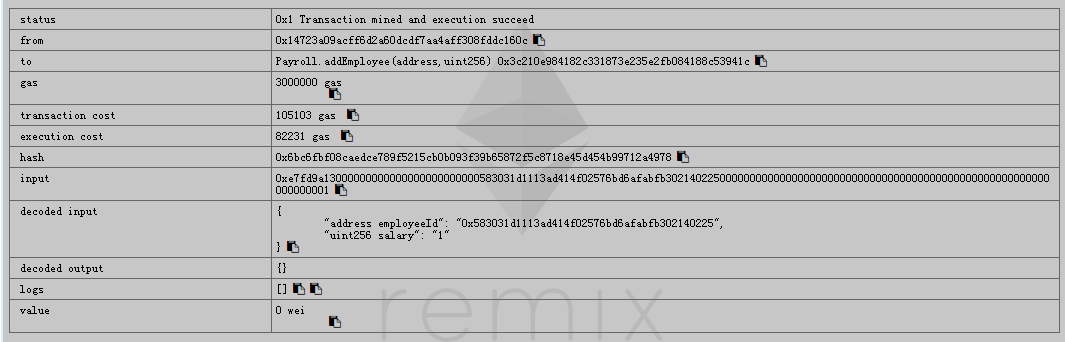 status 0x1 Transaction mined and execution succeed
from 0x14723a09acff6d2a60dcdf7aa4aff308fddc160c
to Payroll.addEmployee(address,uint256) 0x3c210e984182c331873e235e2fb084188c53941c
gas 3000000 gas
transaction cost 105103 gas
execution cost 82231 gas
hash 0x6bc6fbf08caedce789f5215cb0b093f39b65872f5c8718e45d454b99712a4978
input 0xe7fd9a13000000000000000000000000583031d1113ad414f02576bd6afabfb302140225000000000000000000000000000000000000000000000000000000
0000000001
decoded input {
"address employeeId": "0x583031d1113ad414f02576bd6afabfb302140225",
"uint256 salary": "1"
}
decoded output {}
logs []
value 0 wei
remix